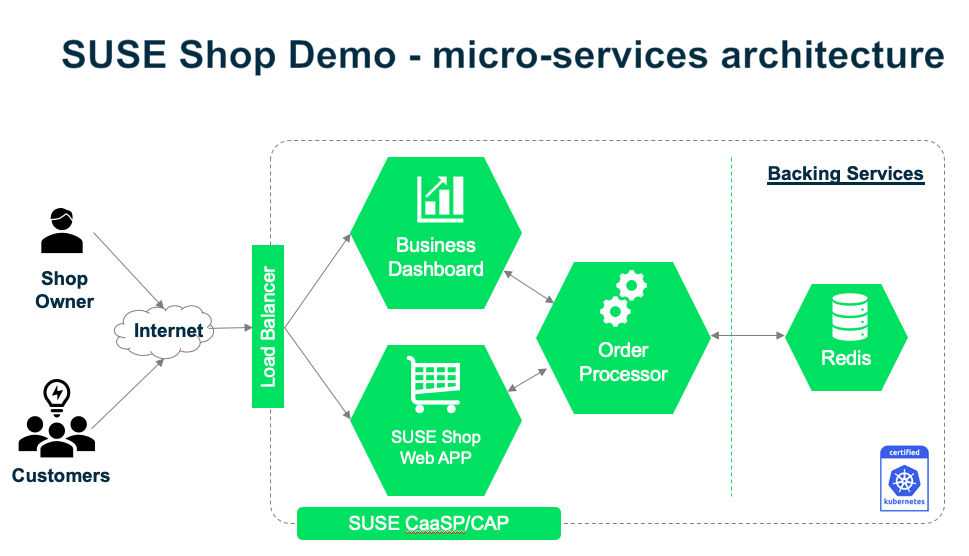 SUSE Shop Demo - micro-services architecture
Backing Services
Shop
Owner
Internet
Customers
Load Balancer
Business
Dashboard
SUSE Shop
Web APP
Order
Processor
Redis
certified
kubernetes
SUSE CaaSP/CAP